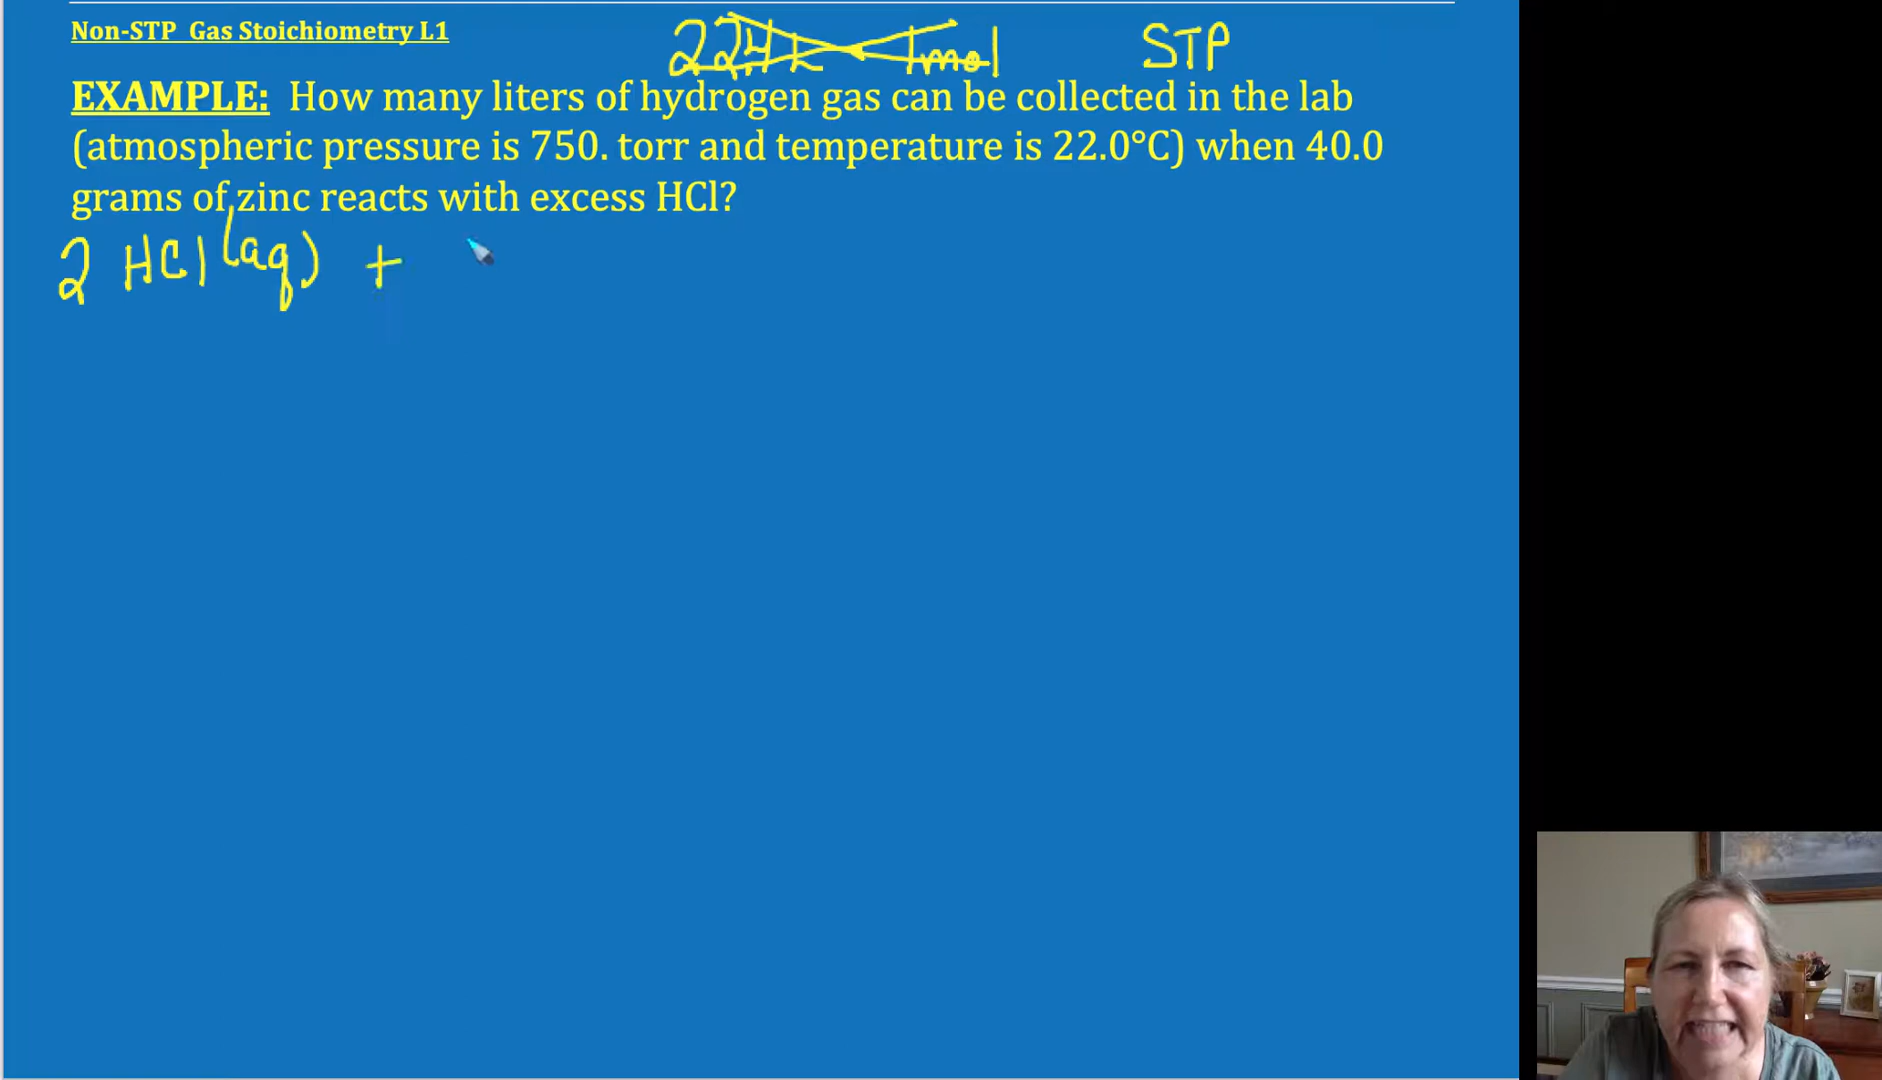 Non-STP Gas Stoichiometry L1
22.4 L 1 mol STP
EXAMPLE: How many liters of hydrogen gas can be collected in the lab
(atmospheric pressure is 750. torr and temperature is 22.0°C) when 40.0
grams of zinc reacts with excess HCl?
2 HCl (aq) +